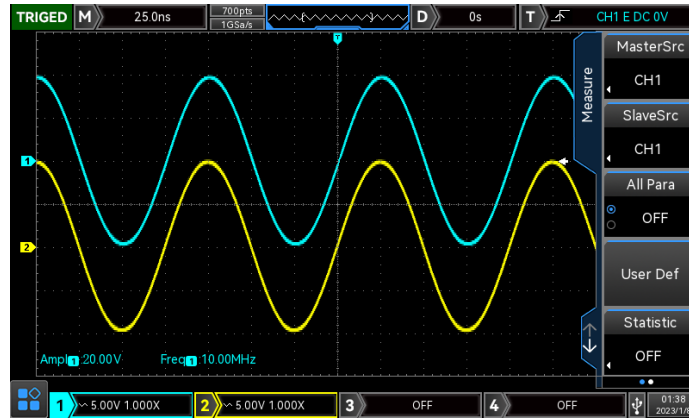 TRIGED M 25.0ns 700pts 1GSa/s D 0s T CH1 E DC 0V
T
Measure
MasterSrc
CH1
SlaveSrc
CH1
All Para
OFF
User Def
Statistic
OFF
1
2
Ampl 1 :20.00V Freq 1 :10.00MHz
1 5.00V 1.000X 2 5.00V 1.000X 3 OFF 4 OFF
01:38